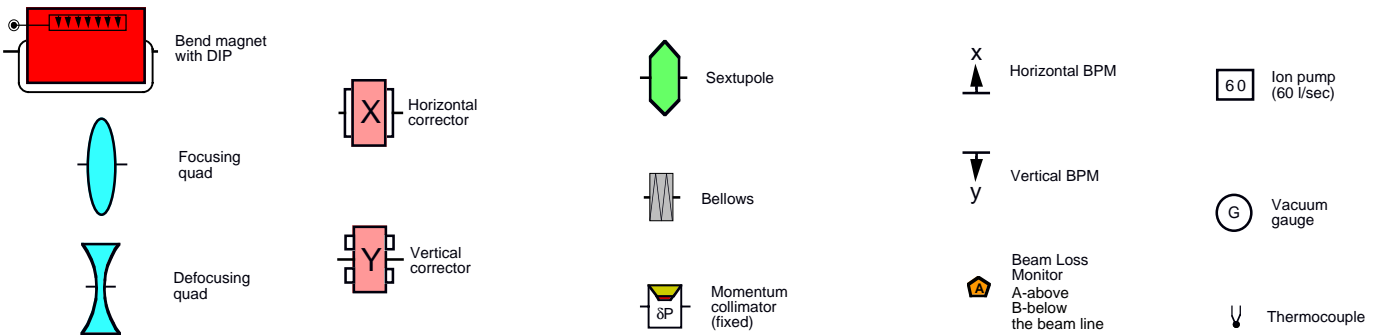 Bend magnet
with DIP
Focusing
quad
Defocusing
quad
X
Horizontal
corrector
Y
Vertical
corrector
Sextupole
Bellows
δP
Momentum
collimator
(fixed)
x
Horizontal BPM
y
Vertical BPM
A
Beam Loss
Monitor
A-above
B-below
the beam line
60
Ion pump
(60 l/sec)
G
Vacuum
gauge
Thermocouple